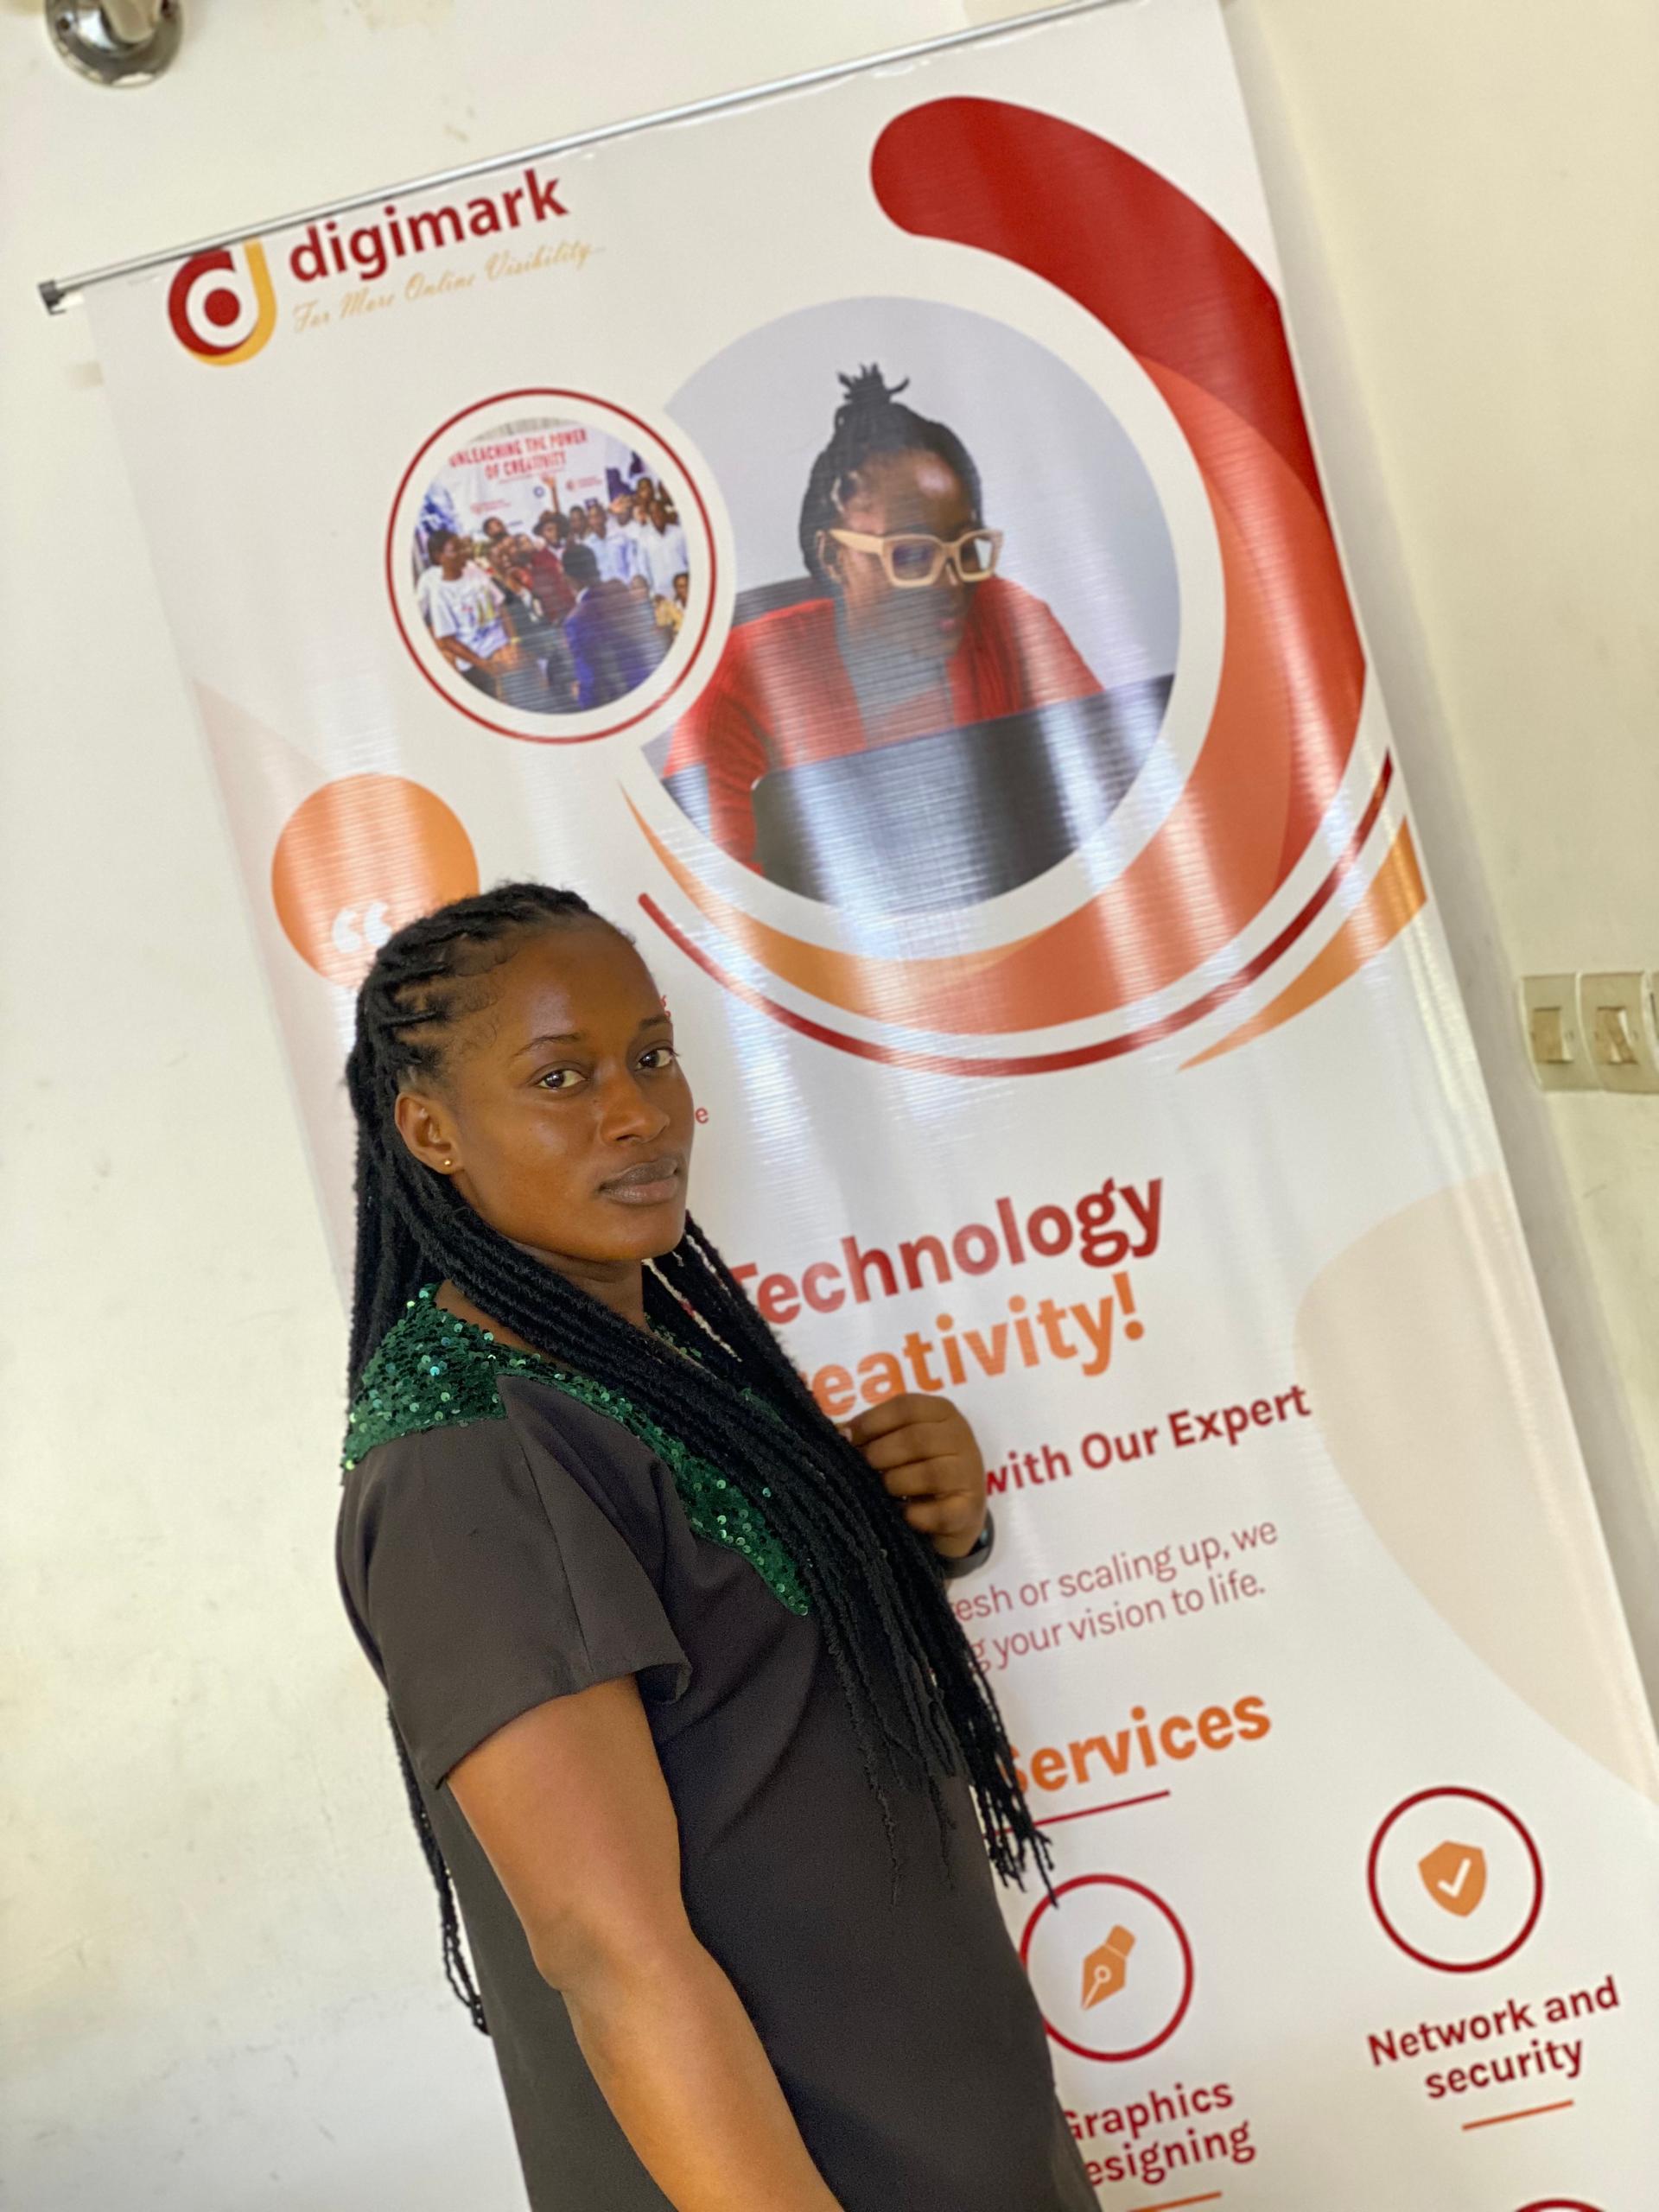 digimark
For More Online Visibility...
UNLEACHING THE POWER
OF CREATIVITY
“
Technology
eativity!
with Our Expert
esh or scaling up, we
g your vision to life.
Services
Graphics
esigning
Network and
security